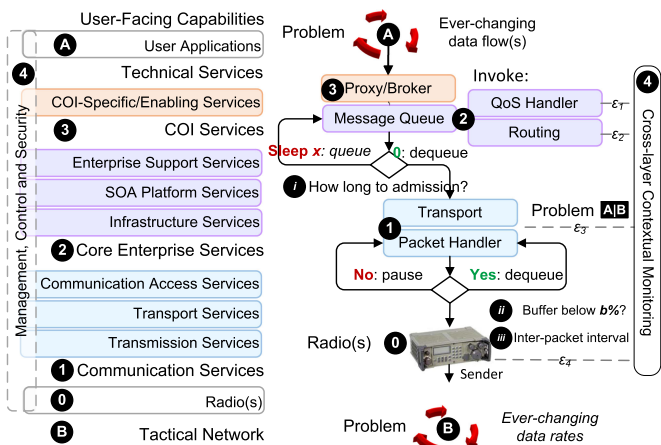 User-Facing Capabilities
A User Applications
4 Technical Services
COI-Specific/Enabling Services
3 COI Services
Enterprise Support Services
SOA Platform Services
Infrastructure Services
2 Core Enterprise Services
Communication Access Services
Transport Services
Transmission Services
1 Communication Services
0 Radio(s)
B Tactical Network
Management, Control and Security
Problem A Ever-changing
data flow(s)
3 Proxy/Broker
Message Queue 2
Invoke:
QoS Handler ε1
Routing ε2
Sleep x: queue 0: dequeue
i How long to admission?
Transport
1 Packet Handler
Problem A|B
ε3
No: pause Yes: dequeue
ii Buffer below b%?
iii Inter-packet interval
Radio(s) 0
ε4
Sender
Problem B Ever-changing
data rates
4 Cross-layer Contextual Monitoring